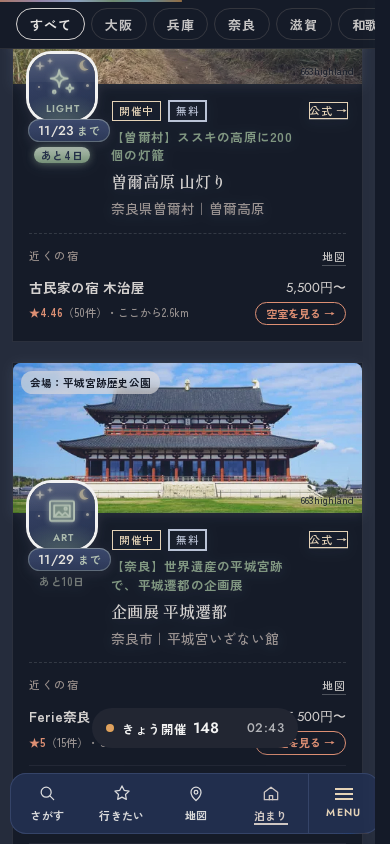 すべて
大阪
兵庫
奈良
滋賀
和歌
663highland
LIGHT
11/23 まで
あと4日
開催中
無料
公式 →
【曽爾村】ススキの高原に200
個の灯籠
曽爾高原 山灯り
奈良県曽爾村｜曽爾高原
近くの宿
地図
古民家の宿 木治屋
5,500円〜
★4.46（50件）・ここから2.6km
空室を見る →
会場：平城宮跡歴史公園
663highland
ART
11/29 まで
あと10日
開催中
無料
公式 →
【奈良】世界遺産の平城宮跡
で、平城遷都の企画展
企画展 平城遷都
奈良市｜平城宮いざない館
近くの宿
地図
Ferie奈良
500円〜
★5（15件）・
を見る →
きょう開催 148
02:43
さがす
行きたい
地図
泊まり
MENU